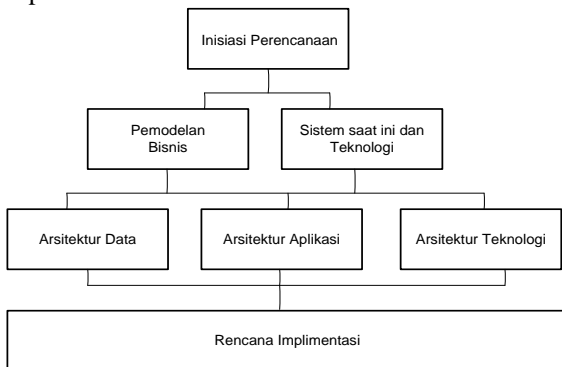 Inisiasi Perencanaan
Pemodelan
Bisnis
Sistem saat ini dan
Teknologi
Arsitektur Data
Arsitektur Aplikasi
Arsitektur Teknologi
Rencana Implimentasi